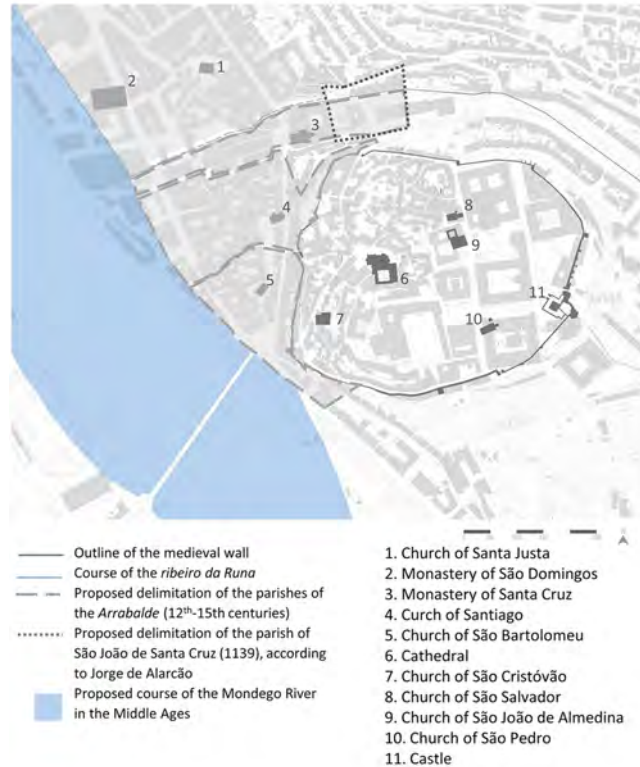 1
2
3
4
5
6
7
8
9
10
11
Outline of the medieval wall
Course of the ribeiro da Runa
Proposed delimitation of the parishes of
the Arrabalde (12th-15th centuries)
Proposed delimitation of the parish of
São João de Santa Cruz (1139), according
to Jorge de Alarcão
Proposed course of the Mondego River
in the Middle Ages
1. Church of Santa Justa
2. Monastery of São Domingos
3. Monastery of Santa Cruz
4. Curch of Santiago
5. Church of São Bartolomeu
6. Cathedral
7. Church of São Cristóvão
8. Church of São Salvador
9. Church of São João de Almedina
10. Church of São Pedro
11. Castle